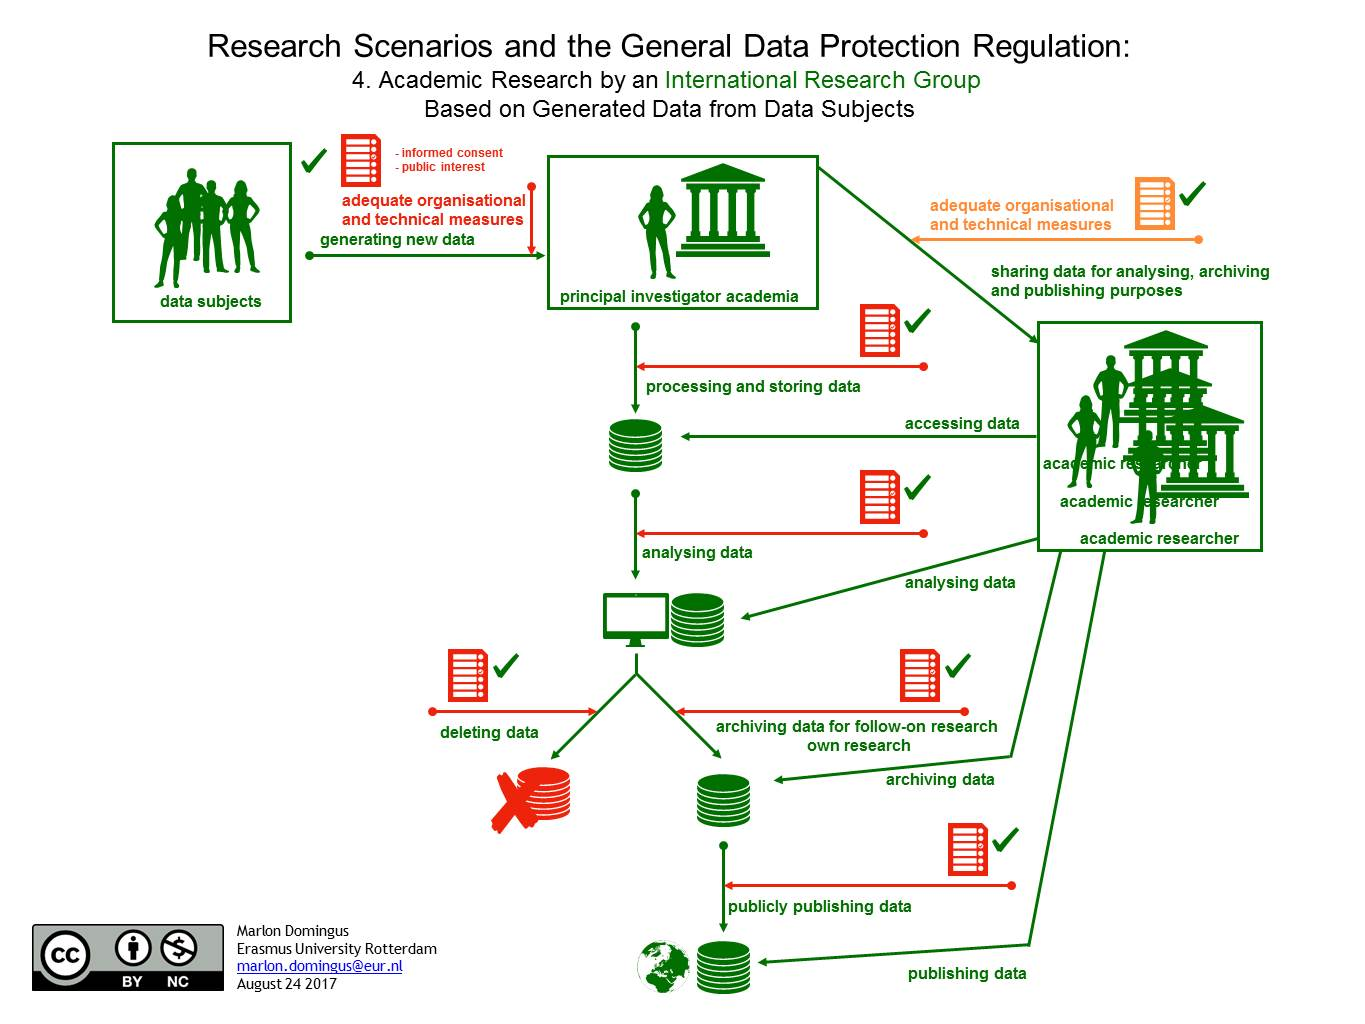 Research Scenarios and the General Data Protection Regulation:
4. Academic Research by an International Research Group
Based on Generated Data from Data Subjects
- informed consent
- public interest
adequate organisational
and technical measures
generating new data
data subjects
principal investigator academia
adequate organisational
and technical measures
sharing data for analysing, archiving
and publishing purposes
processing and storing data
accessing data
academic researcher
academic researcher
academic researcher
analysing data
analysing data
deleting data
archiving data for follow-on research
own research
archiving data
publicly publishing data
publishing data
cc
BY NC
Marlon Domingus
Erasmus University Rotterdam
marlon.domingus@eur.nl
August 24 2017